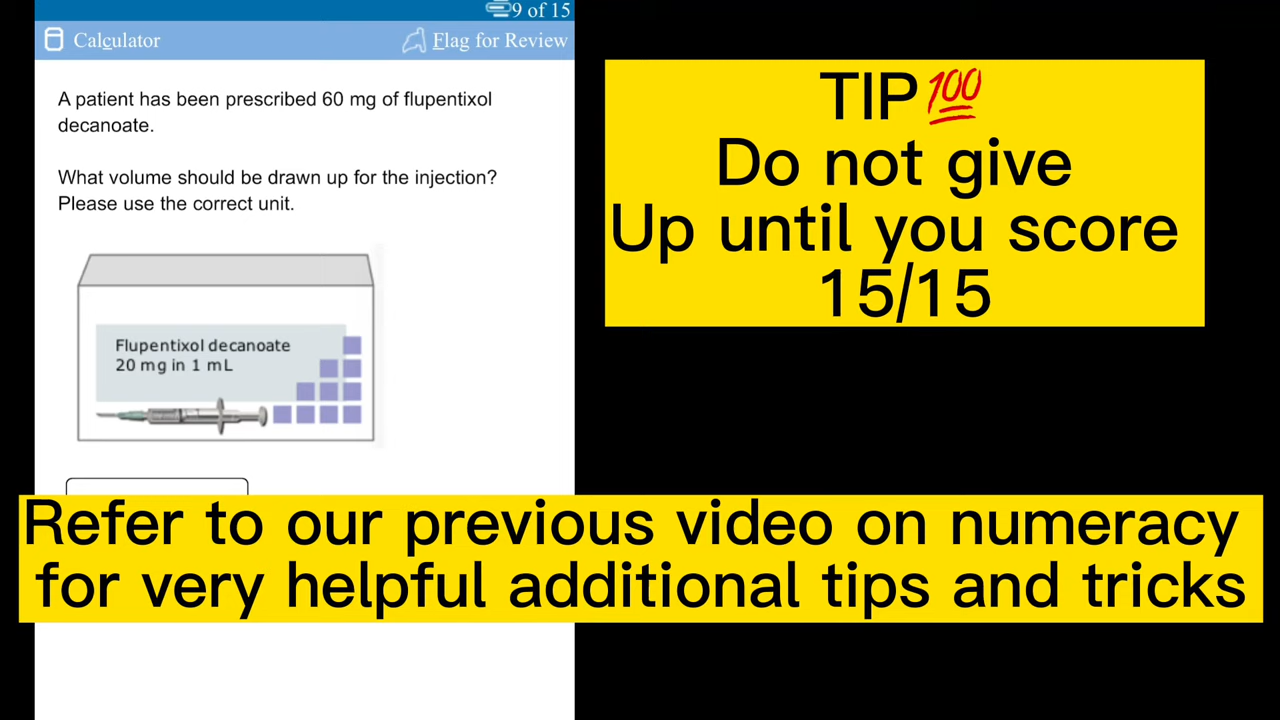 9 of 15
Calculator
Flag for Review
A patient has been prescribed 60 mg of flupentixol
decanoate.
What volume should be drawn up for the injection?
Please use the correct unit.
Flupentixol decanoate
20 mg in 1 mL
TIP💯
Do not give
Up until you score
15/15
Refer to our previous video on numeracy
for very helpful additional tips and tricks